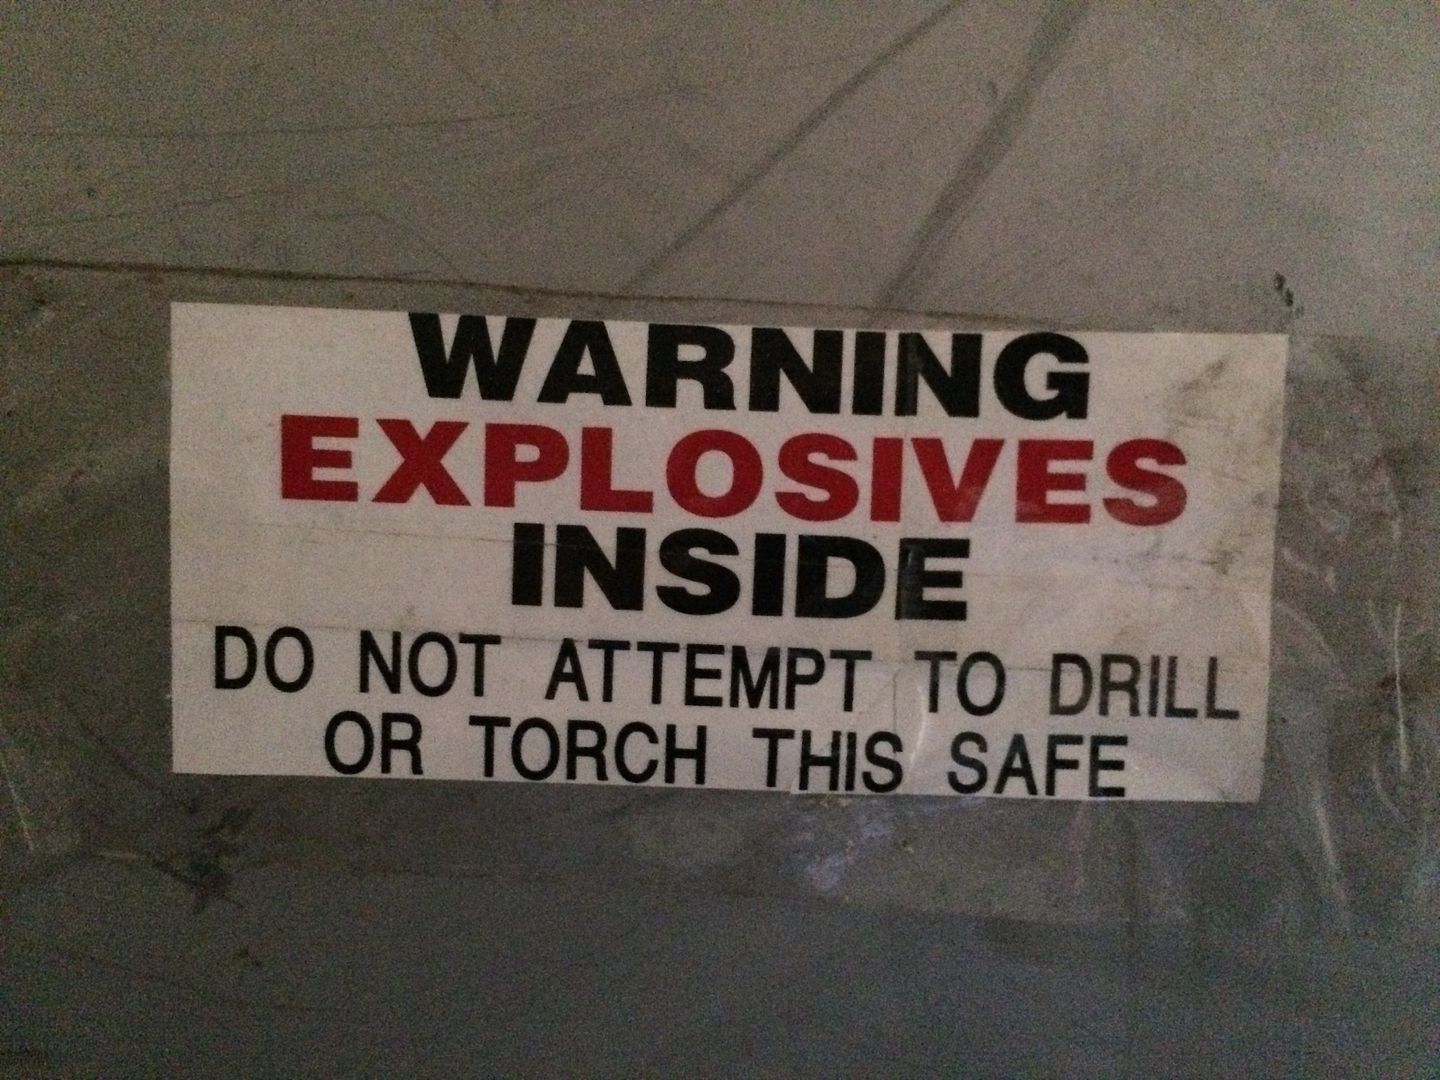 WARNING
EXPLOSIVES
INSIDE
DO NOT ATTEMPT TO DRILL
OR TORCH THIS SAFE